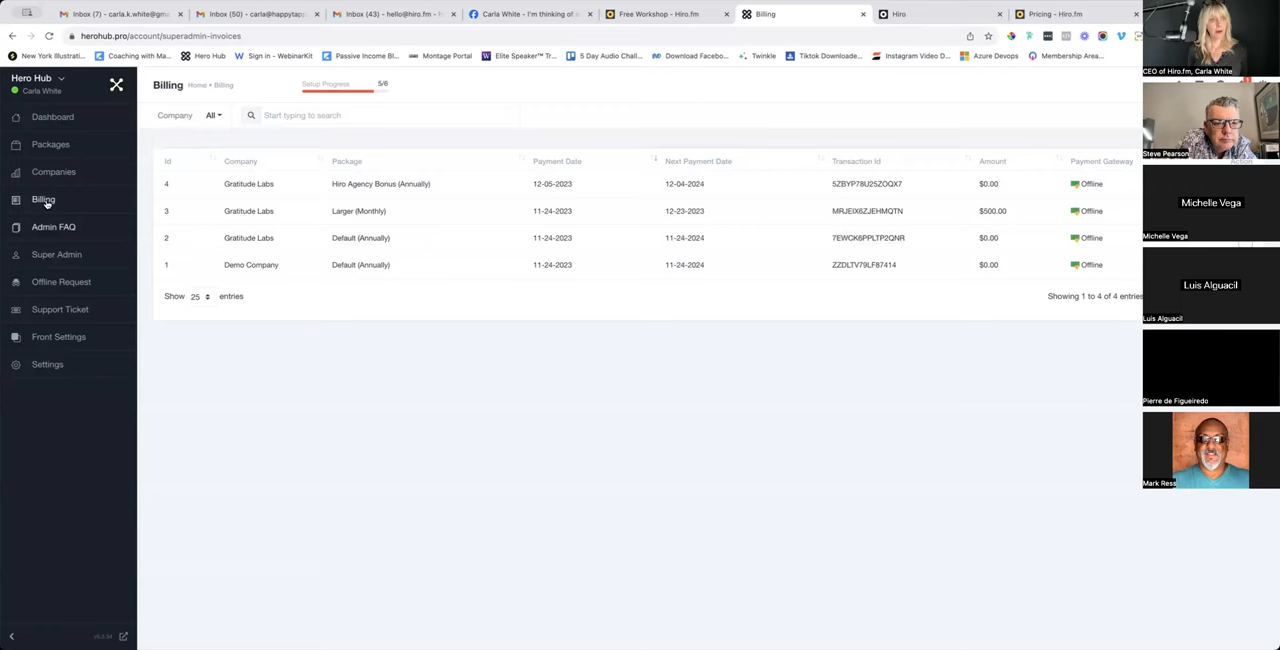 Inbox (7) - carla.k.white@gm
Inbox (50) - carla@happytapp
Inbox (43) - hello@hiro.fm -
Carla White - I'm thinking of s
Free Workshop - Hiro.fm
Billing
Hiro
Pricing - Hiro.fm
herohub.pro/account/superadmin-invoices
New York Illustrati...
Coaching with Ma...
Hero Hub
Sign in - WebinarKit
Passive Income Bl...
Montage Portal
Elite Speaker™ Tr...
5 Day Audio Chall...
Download Facebo...
Twinkle
Tiktok Downloade...
Instagram Video D...
Azure Devops
Membership Area...
Hero Hub
Carla White
Dashboard
Packages
Companies
Billing
Admin FAQ
Super Admin
Offline Request
Support Ticket
Front Settings
Settings
Billing Home • Billing
Setup Progress 5/6
Company All
Start typing to search
Id Company Package Payment Date Next Payment Date Transaction Id Amount Payment Gateway Action
4 Gratitude Labs Hiro Agency Bonus (Annually) 12-05-2023 12-04-2024 5ZBYP78U25ZOQX7 $0.00 Offline
3 Gratitude Labs Larger (Monthly) 11-24-2023 12-23-2023 MRJEIX6ZJEHMQTN $500.00 Offline
2 Gratitude Labs Default (Annually) 11-24-2023 11-24-2024 7EWCK6PPLTP2QNR $0.00 Offline
1 Demo Company Default (Annually) 11-24-2023 11-24-2024 ZZDLTV79LF87414 $0.00 Offline
Show 25 entries
Showing 1 to 4 of 4 entries
CEO of Hiro.fm, Carla White
Steve Pearson
Michelle Vega
Michelle Vega
Luis Alguacil
Luis Alguacil
Pierre de Figueiredo
Mark Ress